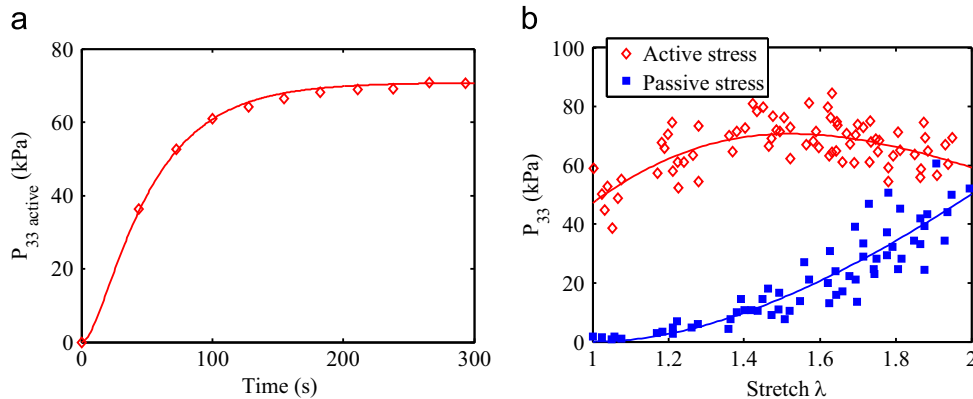 a
80
60
40
20
0
0 100 200 300
P33 active (kPa)
Time (s)
b
Active stress
Passive stress
100
80
60
40
20
0
1 1.2 1.4 1.6 1.8 2
P33 (kPa)
Stretch λ